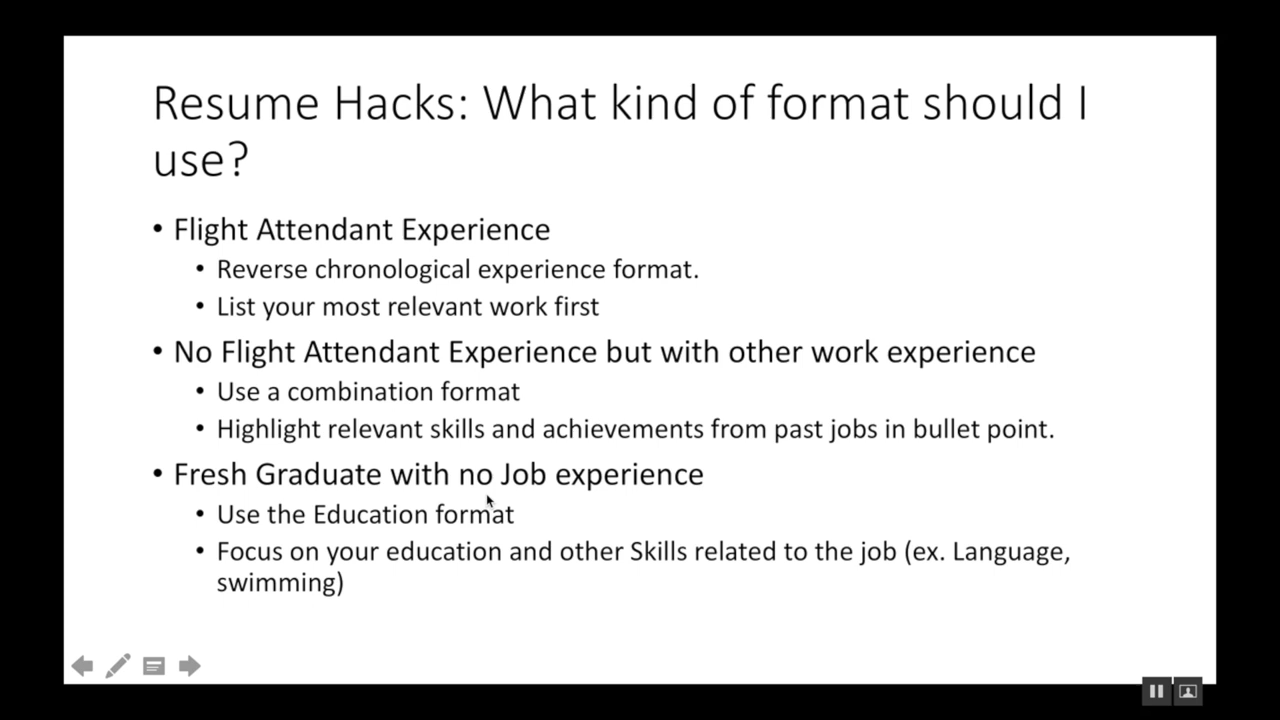 Resume Hacks: What kind of format should I
use?
• Flight Attendant Experience
• Reverse chronological experience format.
• List your most relevant work first
• No Flight Attendant Experience but with other work experience
• Use a combination format
• Highlight relevant skills and achievements from past jobs in bullet point.
• Fresh Graduate with no Job experience
• Use the Education format
• Focus on your education and other Skills related to the job (ex. Language,
swimming)